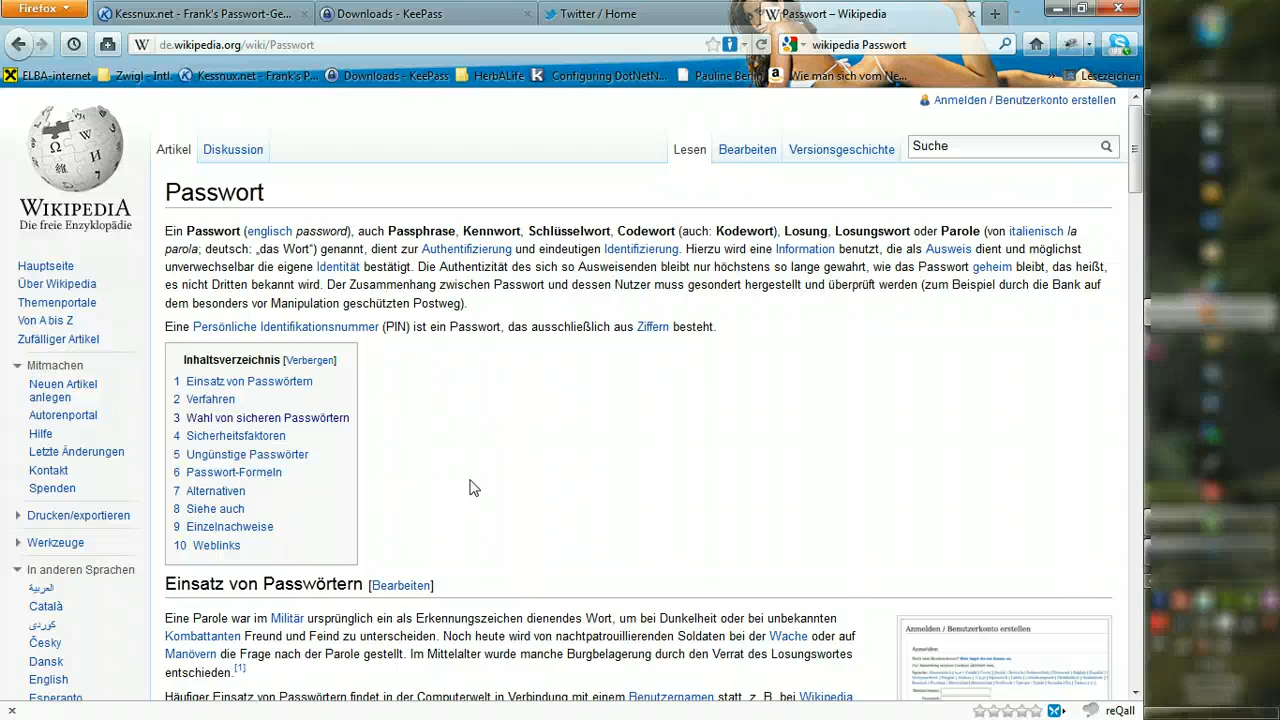 Firefox
Kessnux.net - Frank's Passwort-Ge...
Downloads - KeePass
Twitter / Home
Passwort – Wikipedia
de.wikipedia.org/wiki/Passwort
wikipedia Passwort
ELBA-internet
Zwigl - Intl.
Kessnux.net - Frank's P...
Downloads - KeePass
HerbALife
Configuring DotNetN...
Pauline Berlin
Wie man sich vom Ne...
Lesezeichen
Anmelden / Benutzerkonto erstellen
Artikel
Diskussion
Lesen
Bearbeiten
Versionsgeschichte
Suche
WIKIPEDIA
Die freie Enzyklopädie
Hauptseite
Über Wikipedia
Themenportale
Von A bis Z
Zufälliger Artikel
Mitmachen
Neuen Artikel
anlegen
Autorenportal
Hilfe
Letzte Änderungen
Kontakt
Spenden
Drucken/exportieren
Werkzeuge
In anderen Sprachen
العربية
Català
کوردی
Česky
Dansk
English
Esperanto
Passwort
Ein Passwort (englisch password), auch Passphrase, Kennwort, Schlüsselwort, Codewort (auch: Kodewort), Losung, Losungswort oder Parole (von italienisch la
parola; deutsch: „das Wort“) genannt, dient zur Authentifizierung und eindeutigen Identifizierung. Hierzu wird eine Information benutzt, die als Ausweis dient und möglichst
unverwechselbar die eigene Identität bestätigt. Die Authentizität des sich so Ausweisenden bleibt nur höchstens so lange gewahrt, wie das Passwort geheim bleibt, das heißt,
es nicht Dritten bekannt wird. Der Zusammenhang zwischen Passwort und dessen Nutzer muss gesondert hergestellt und überprüft werden (zum Beispiel durch die Bank auf
dem besonders vor Manipulation geschützten Postweg).
Eine Persönliche Identifikationsnummer (PIN) ist ein Passwort, das ausschließlich aus Ziffern besteht.
Inhaltsverzeichnis [Verbergen]
1 Einsatz von Passwörtern
2 Verfahren
3 Wahl von sicheren Passwörtern
4 Sicherheitsfaktoren
5 Ungünstige Passwörter
6 Passwort-Formeln
7 Alternativen
8 Siehe auch
9 Einzelnachweise
10 Weblinks
Einsatz von Passwörtern [Bearbeiten]
Eine Parole war im Militär ursprünglich ein als Erkennungszeichen dienendes Wort, um bei Dunkelheit oder bei unbekannten
Kombattanten Freund und Feind zu unterscheiden. Noch heute wird von nachtpatrouillierenden Soldaten bei der Wache oder auf
Manövern die Frage nach der Parole gestellt. Im Mittelalter wurde manche Burgbelagerung durch den Verrat des Losungswortes
entschieden.[1]
Computerwelt
Benutzernamen statt, z. B. bei Wikipedia
Anmelden / Benutzerkonto erstellen
Anmelden
reQall